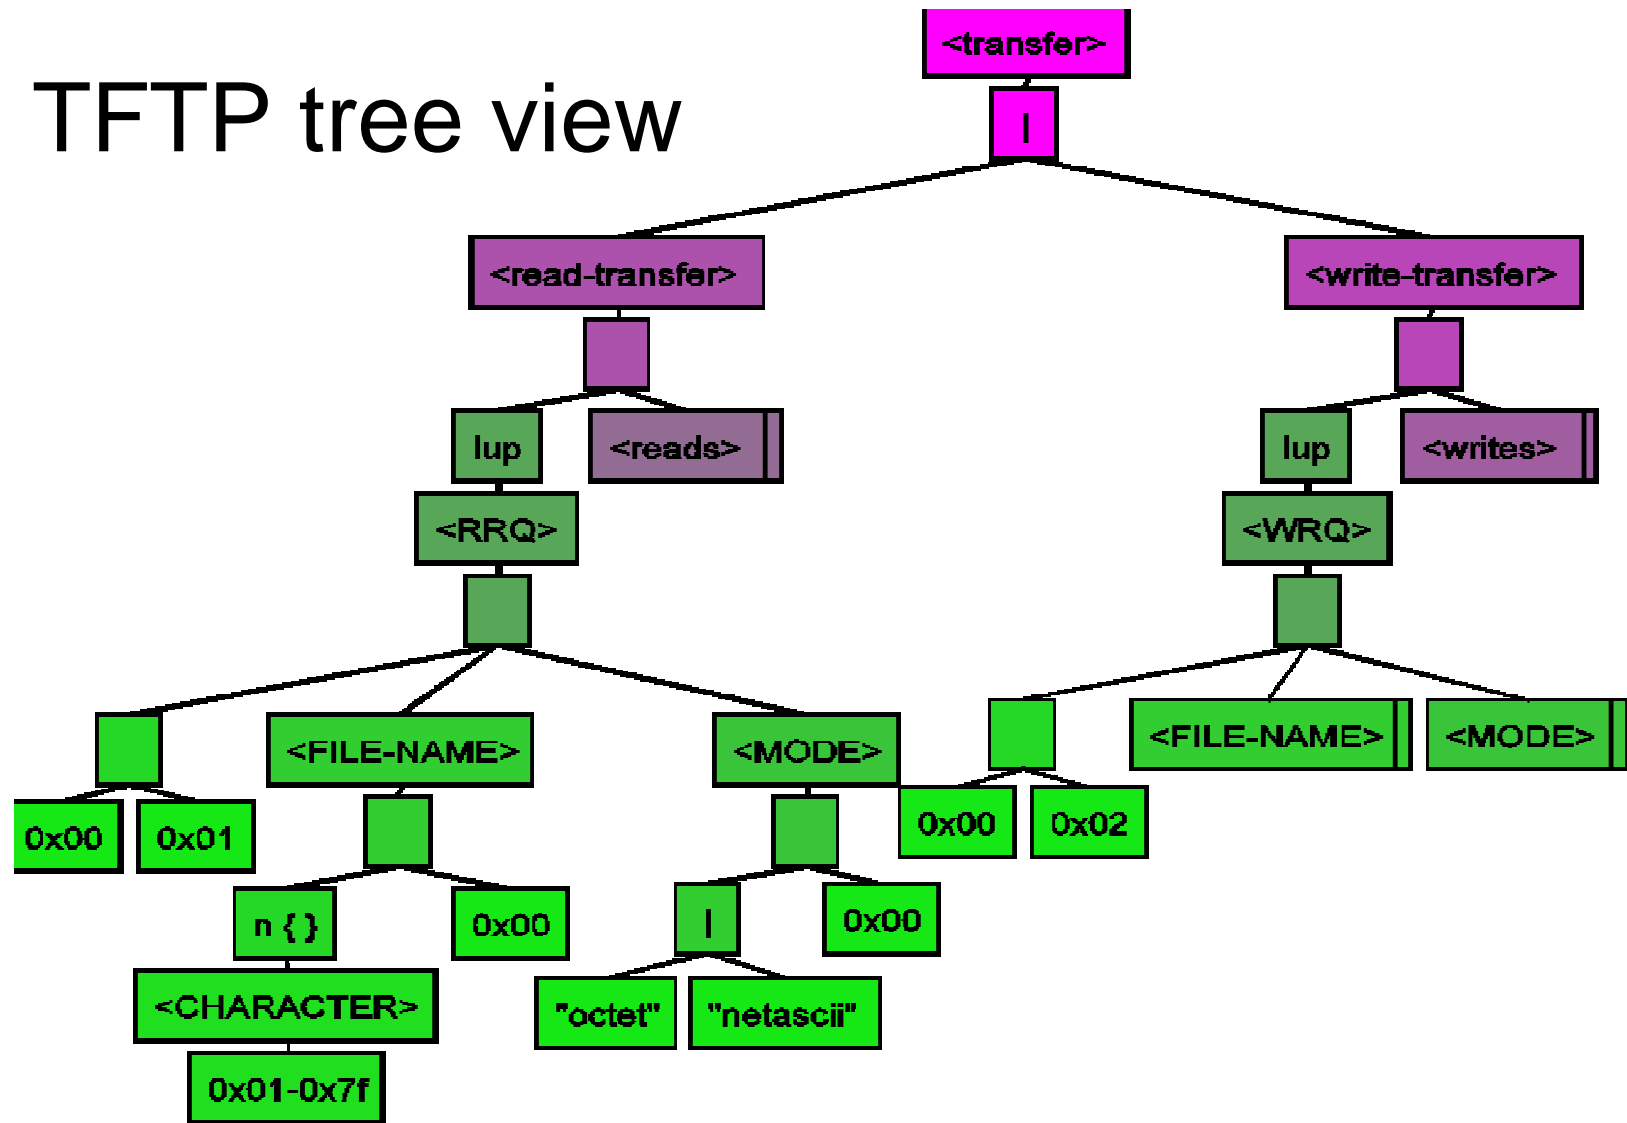 TFTP tree view
<transfer>
|
<read-transfer>
<write-transfer>
lup
<reads>
lup
<writes>
<RRQ>
<WRQ>
<FILE-NAME>
<MODE>
<FILE-NAME>
<MODE>
0x00
0x01
0x00
0x02
n { }
0x00
|
0x00
<CHARACTER>
"octet"
"netascii"
0x01-0x7f